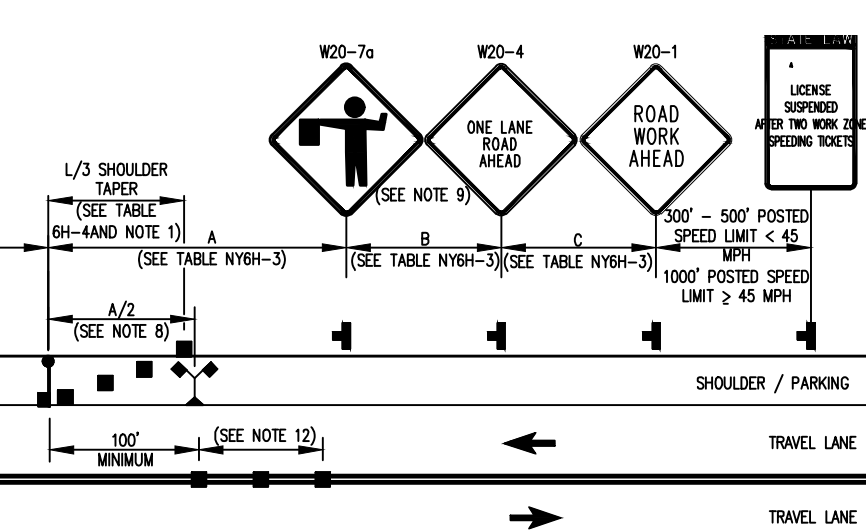 W20-7a
W20-4
W20-1
STATE LAW
LICENSE
SUSPENDED
AFTER TWO WORK ZONE
SPEEDING TICKETS
ONE LANE
ROAD
AHEAD
ROAD
WORK
AHEAD
(SEE NOTE 9)
L/3 SHOULDER
TAPER
(SEE TABLE
6H-4AND NOTE 1)
A
(SEE TABLE NY6H-3)
B
(SEE TABLE NY6H-3)
C
(SEE TABLE NY6H-3)
300' - 500' POSTED
SPEED LIMIT < 45
MPH
1000' POSTED SPEED
LIMIT ≥ 45 MPH
A/2
(SEE NOTE 8)
SHOULDER / PARKING
100'
MINIMUM
(SEE NOTE 12)
TRAVEL LANE
TRAVEL LANE